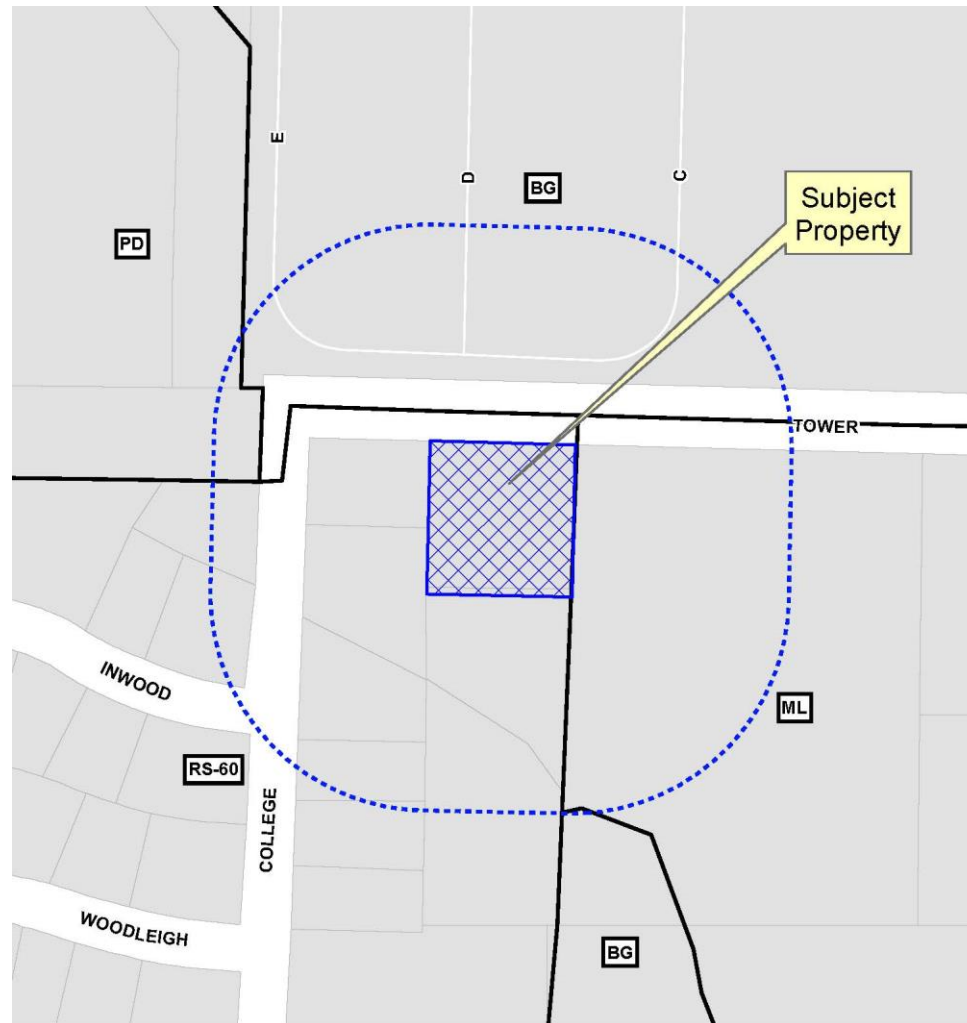 E
D
BG
C
Subject
Property
PD
TOWER
INWOOD
ML
RS-60
COLLEGE
WOODLEIGH
BG